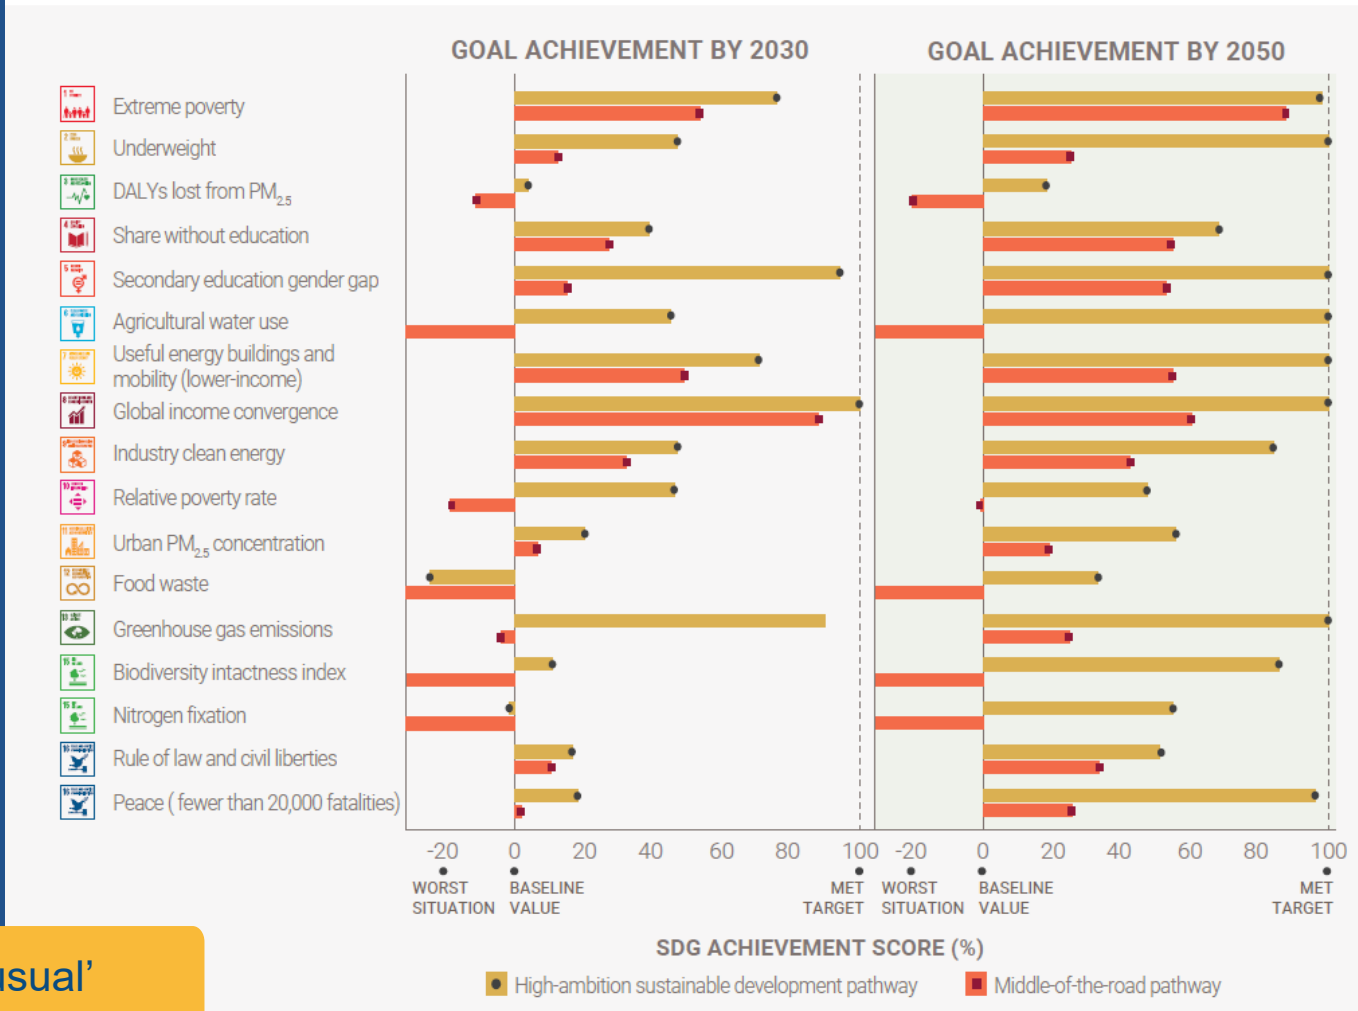 GOAL ACHIEVEMENT BY 2030
GOAL ACHIEVEMENT BY 2050
Extreme poverty
Underweight
DALYs lost from PM2.5
Share without education
Secondary education gender gap
Agricultural water use
Useful energy buildings and
mobility (lower-income)
Global income convergence
Industry clean energy
Relative poverty rate
Urban PM2.5 concentration
Food waste
Greenhouse gas emissions
Biodiversity intactness index
Nitrogen fixation
Rule of law and civil liberties
Peace ( fewer than 20,000 fatalities)
-20 0 20 40 60 80 100 -20 0 20 40 60 80 100
WORST BASELINE MET WORST BASELINE MET
SITUATION VALUE TARGET SITUATION VALUE TARGET
SDG ACHIEVEMENT SCORE (%)
High-ambition sustainable development pathway
Middle-of-the-road pathway
usual’